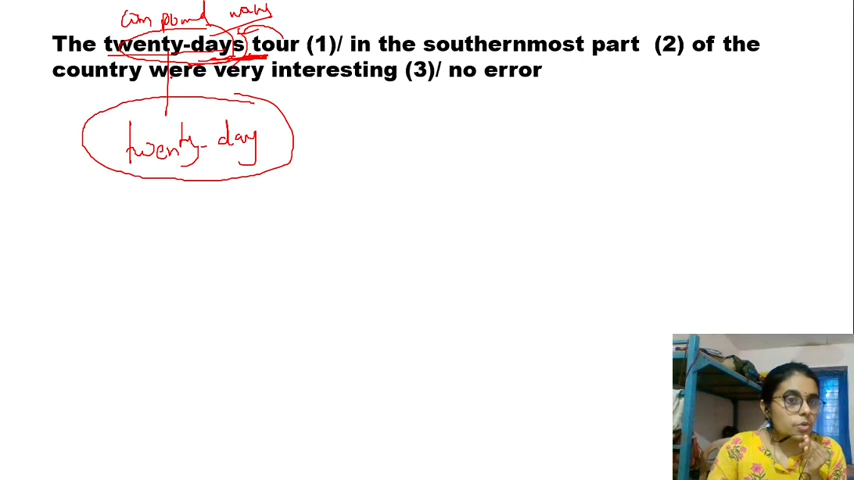 compound nouns
The twenty-days tour (1)/ in the southernmost part (2) of the
country were very interesting (3)/ no error
twenty-day